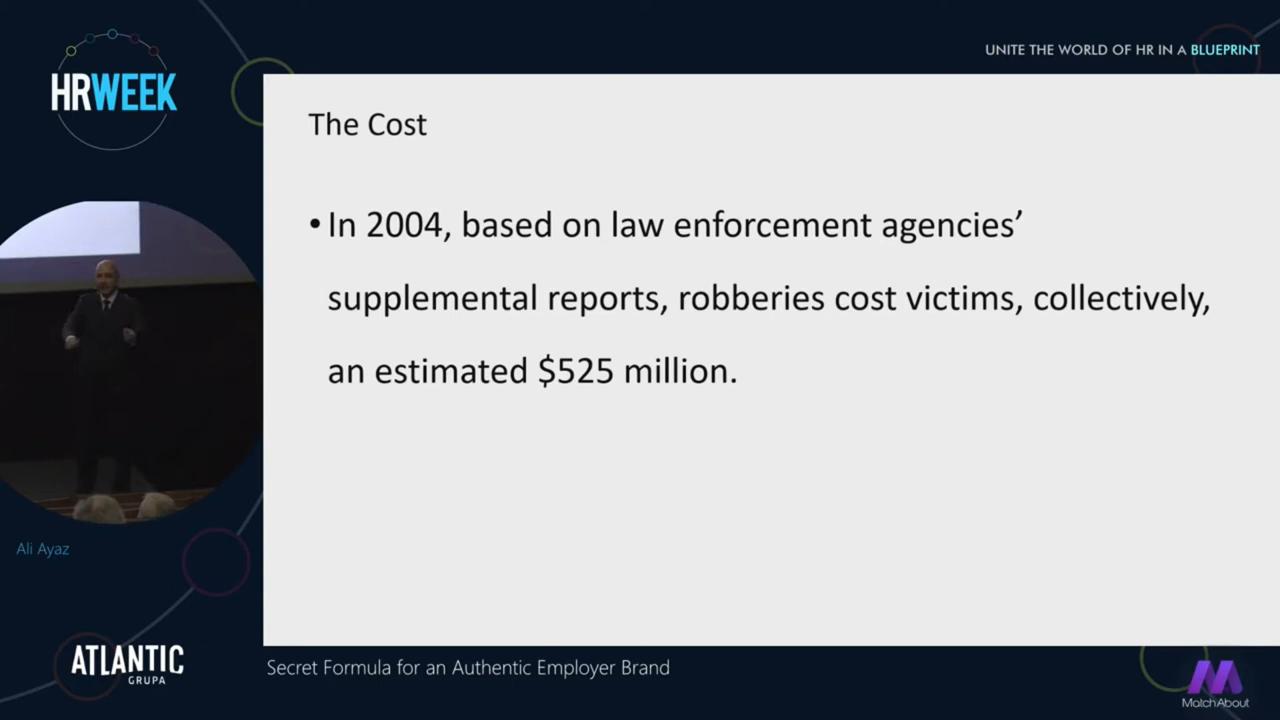 HRWEEK
UNITE THE WORLD OF HR IN A BLUEPRINT
The Cost
• In 2004, based on law enforcement agencies’
supplemental reports, robberies cost victims, collectively,
an estimated $525 million.
Ali Ayaz
ATLANTIC
GRUPA
Secret Formula for an Authentic Employer Brand
MatchAbout